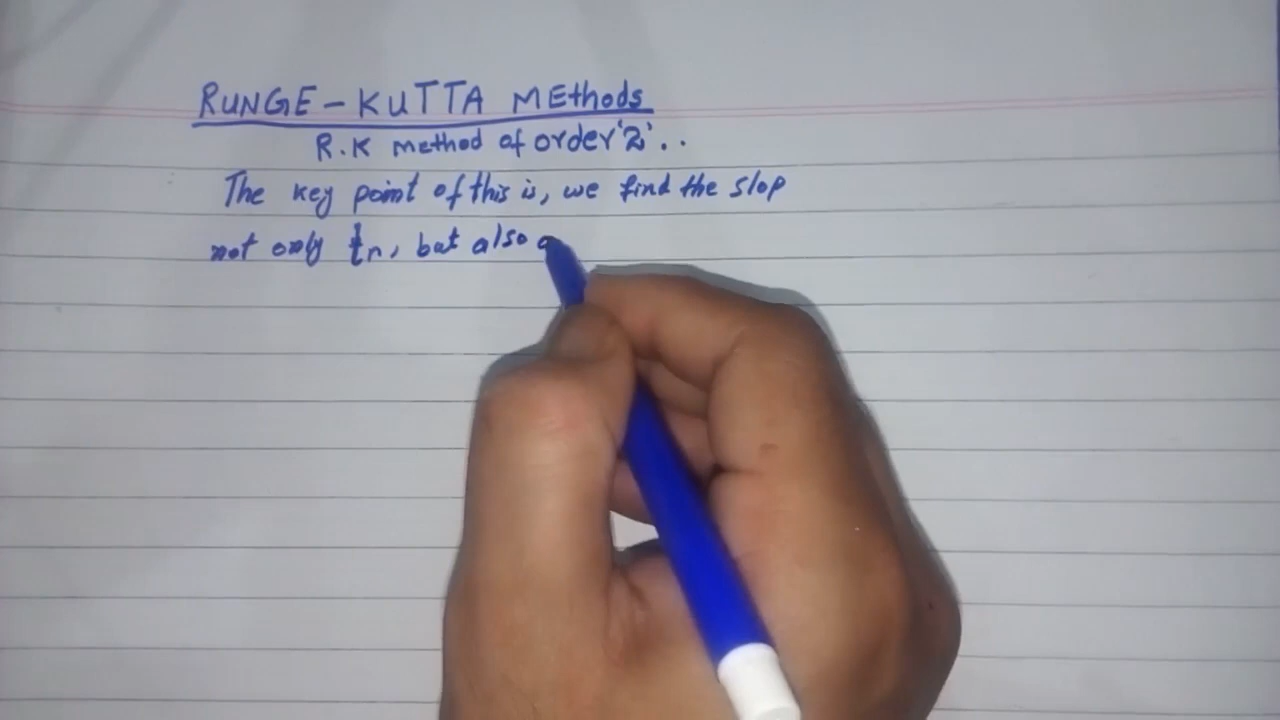 RUNGE-KUTTA MEthods
R.K method of order '2'..
The key point of this is, we find the slop
not only tn, but also a